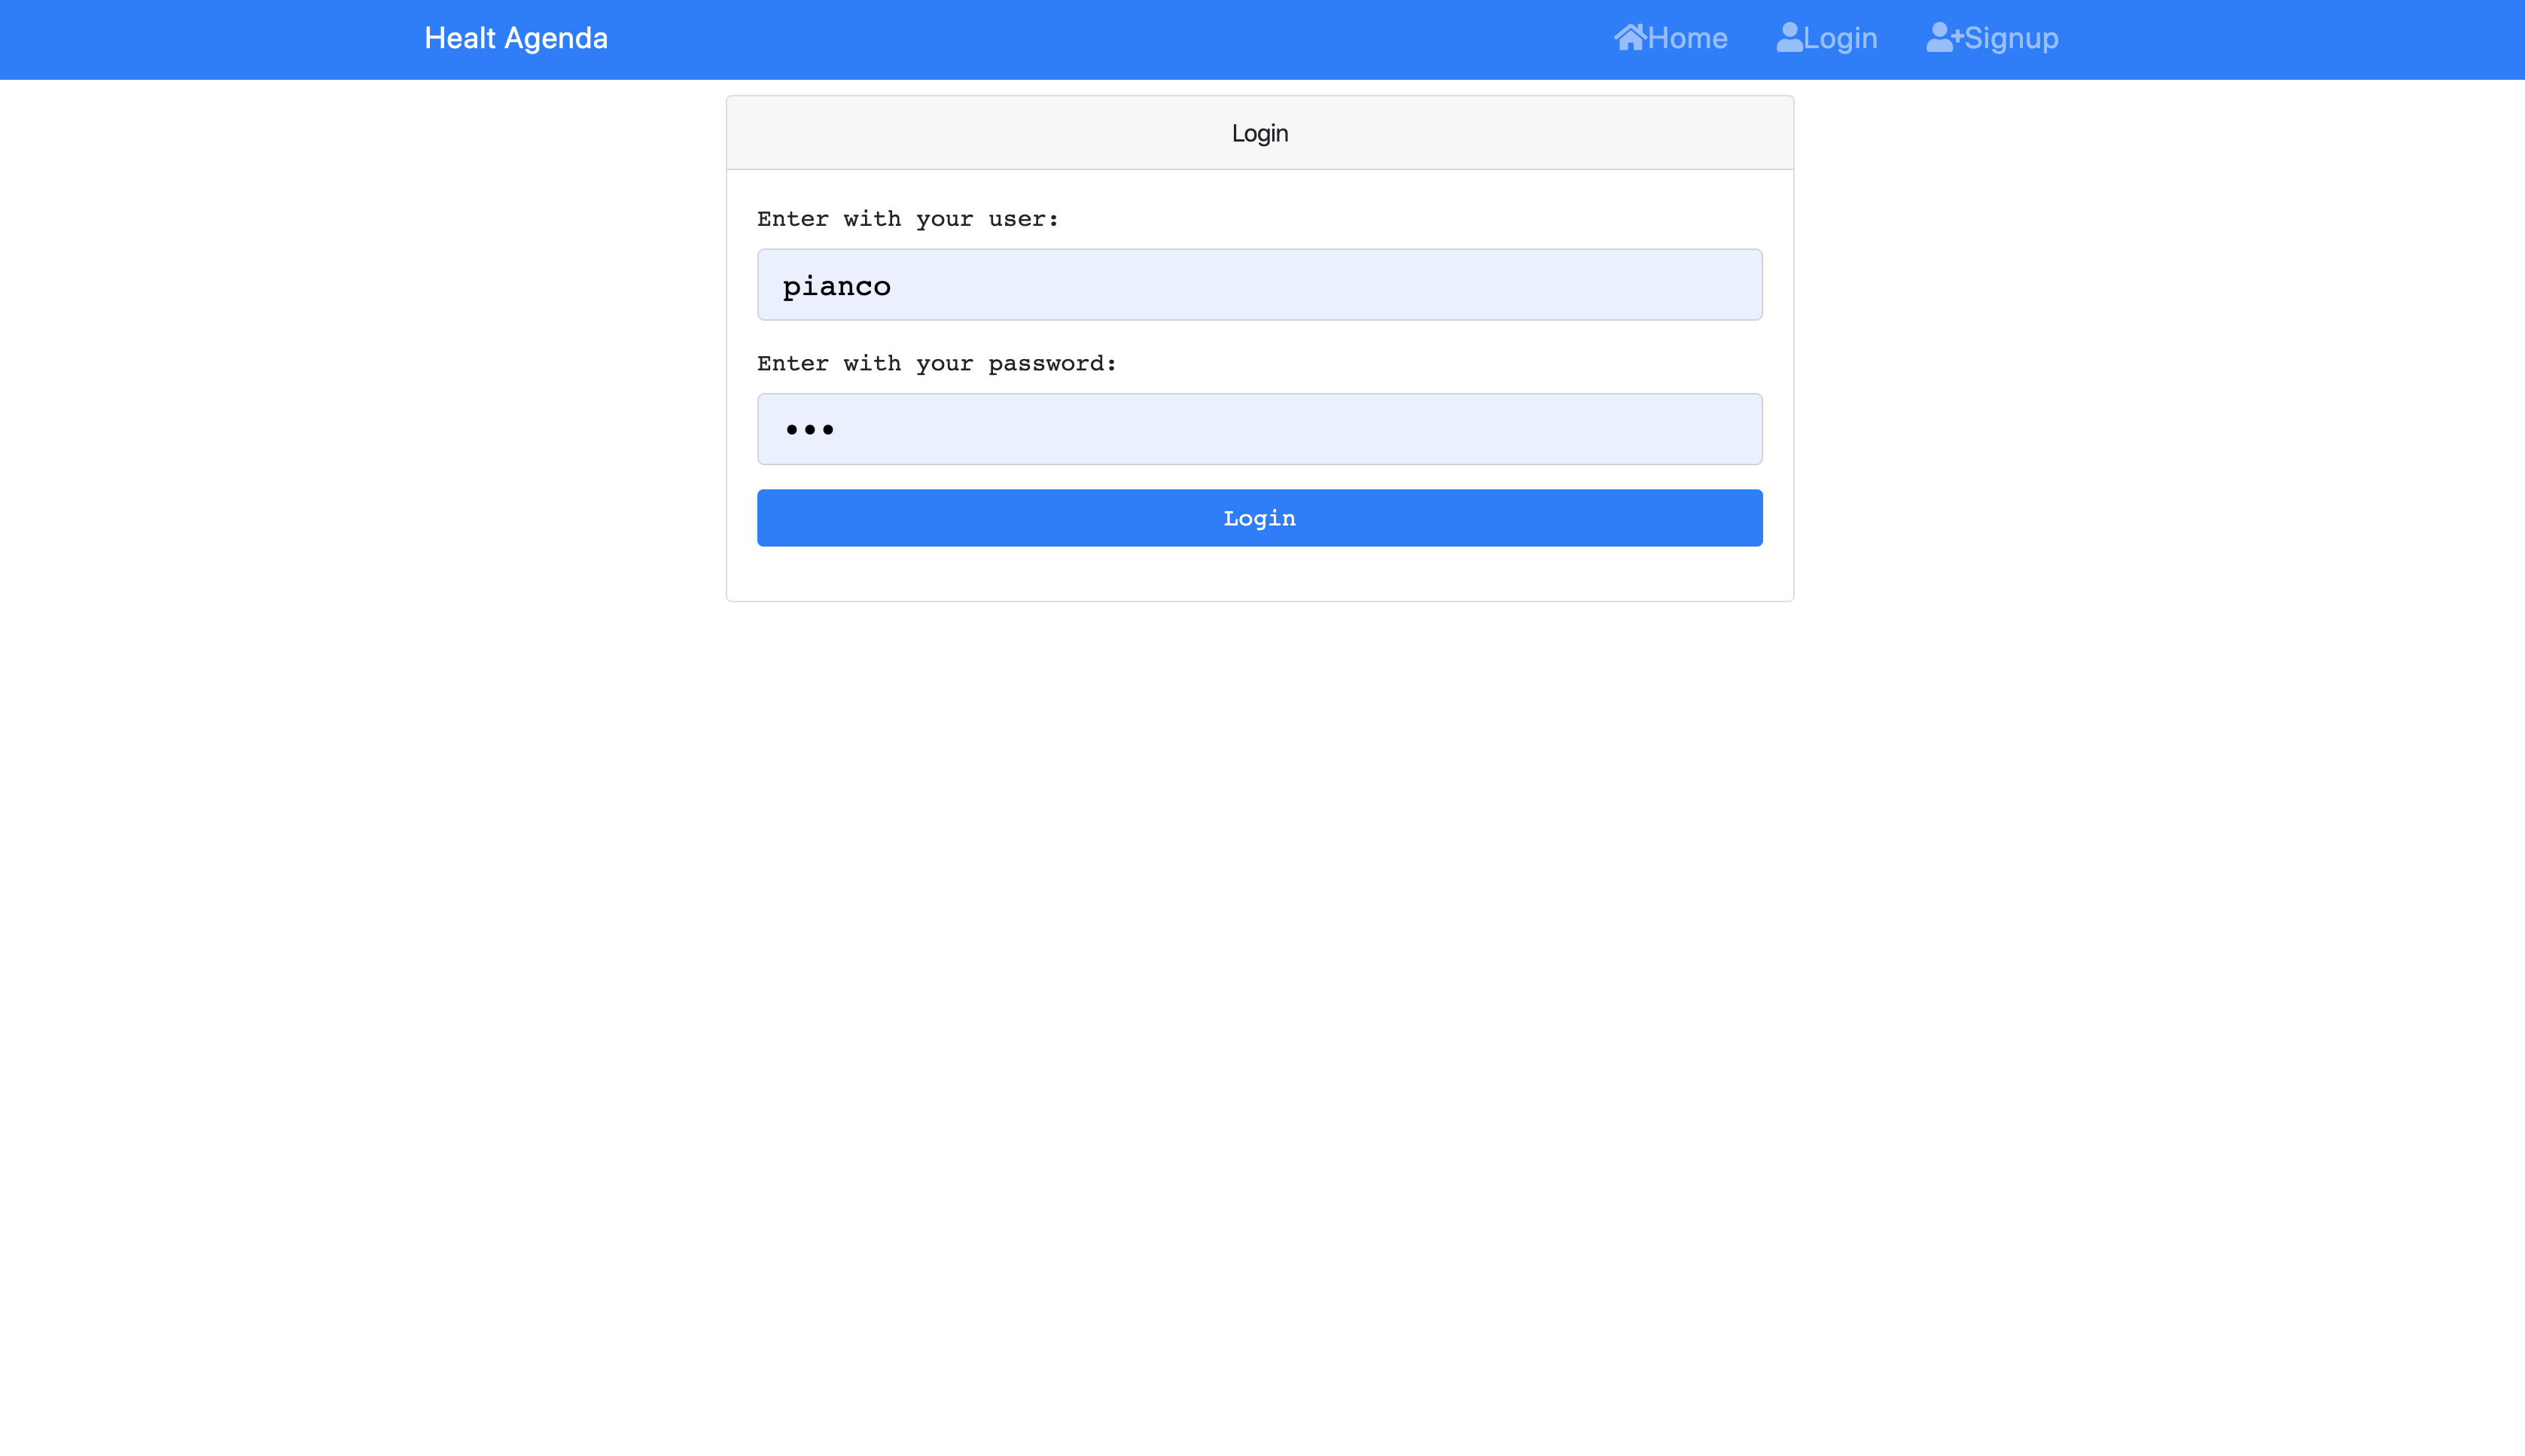 Healt Agenda Home Login Signup
Login
Enter with your user:
pianco
Enter with your password:
•••
Login